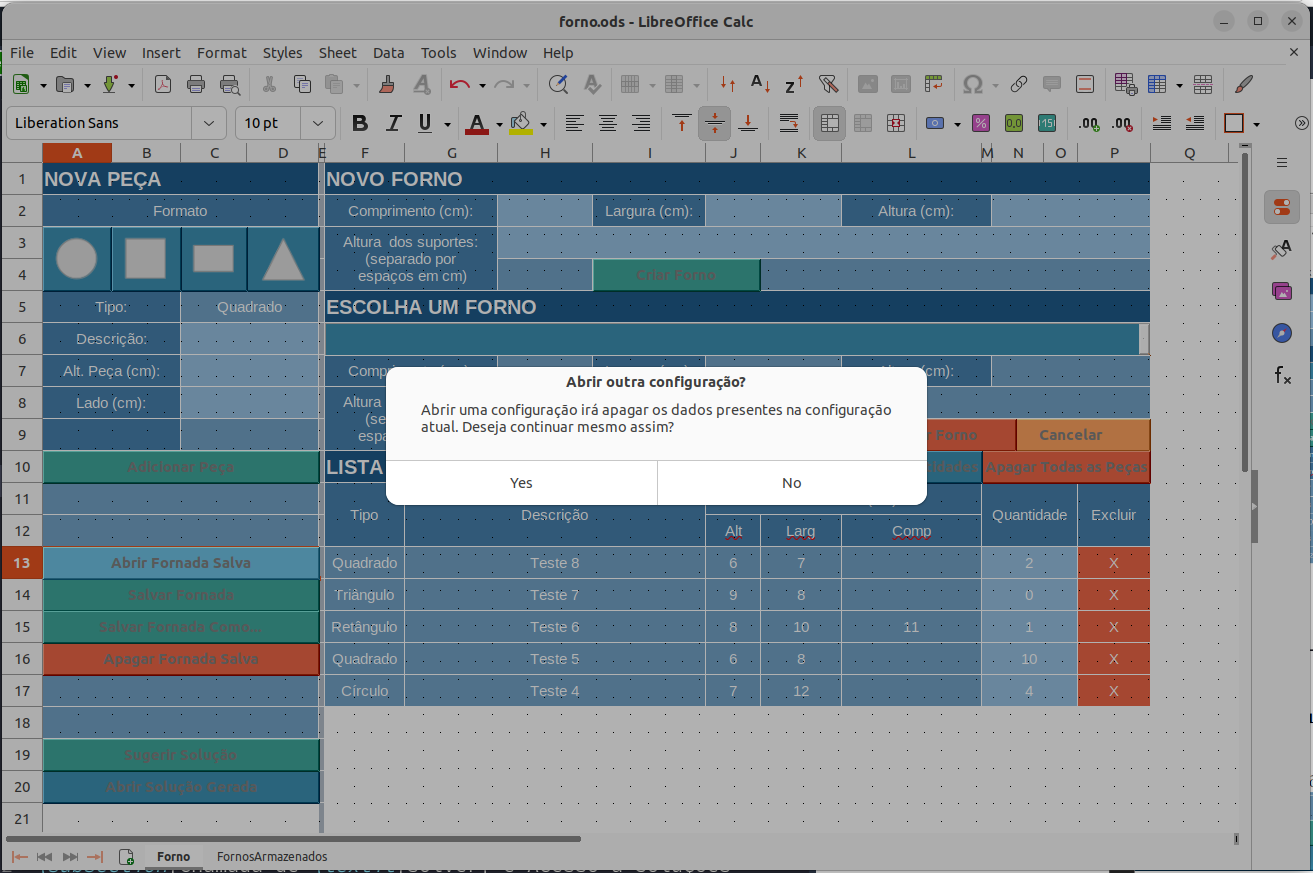 forno.ods - LibreOffice Calc
File Edit View Insert Format Styles Sheet Data Tools Window Help
Liberation Sans 10 pt
A B C D E F G H I J K L M N O P Q
1 NOVA PEÇA NOVO FORNO
2 Formato Comprimento (cm): Largura (cm): Altura (cm):
3 Altura dos suportes:
(separado por
4 espaços em cm) Criar Forno
5 Tipo: Quadrado ESCOLHA UM FORNO
6 Descrição:
7 Alt. Peça (cm):
8 Lado (cm): Altura
9 Forno Cancelar
10 Adicionar Peça LISTA Apagar Todas as Peças
Abrir outra configuração?
Abrir uma configuração irá apagar os dados presentes na configuração
atual. Deseja continuar mesmo assim?
Yes No
11 Tipo Descrição Quantidade Excluir
12 Alt Larg Comp
13 Abrir Fornada Salva Quadrado Teste 8 6 7 2 X
14 Salvar Fornada Triângulo Teste 7 9 8 0 X
15 Salvar Fornada Como... Retângulo Teste 6 8 10 11 1 X
16 Apagar Fornada Salva Quadrado Teste 5 6 8 10 X
17 Círculo Teste 4 7 12 4 X
18
19 Sugerir Solução
20 Abrir Solução Gerada
21
Forno FornosArmazenados